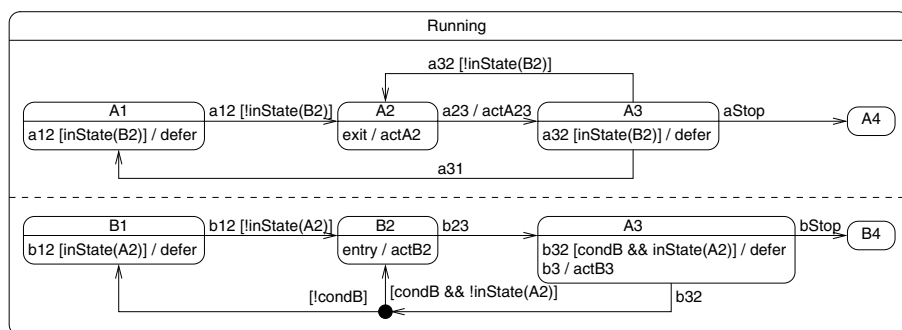 Running
a32 [!inState(B2)]
A1
a12 [inState(B2)] / defer
a12 [!inState(B2)]
A2
exit / actA2
a23 / actA23
A3
a32 [inState(B2)] / defer
aStop
A4
a31
B1
b12 [inState(A2)] / defer
b12 [!inState(A2)]
B2
entry / actB2
b23
A3
b32 [condB && inState(A2)] / defer
b3 / actB3
bStop
B4
[!condB]
[condB && !inState(A2)]
b32